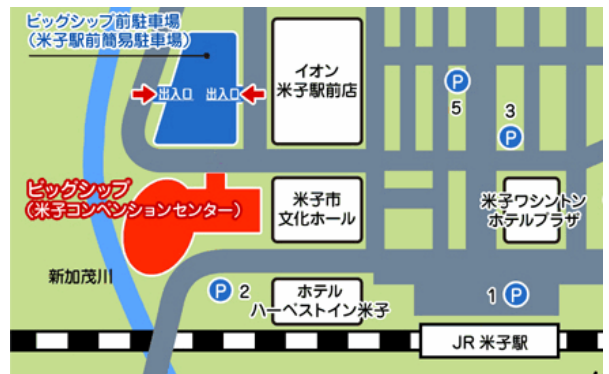 ビッグシップ前駐車場
（米子駅前簡易駐車場）
出入口 出入口
イオン
米子駅前店
P
5
3
P
ビッグシップ
（米子コンベンションセンター）
米子市
文化ホール
米子ワシントン
ホテルプラザ
新加茂川
P 2
ホテル
ハーベストイン米子
1 P
JR 米子駅